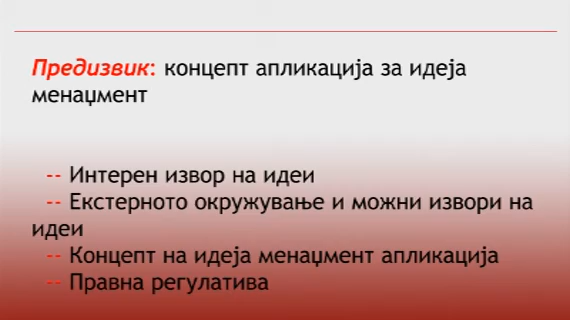 Предизвик: концепт апликација за идеја
менаџмент
-- Интерен извор на идеи
-- Екстерното окружување и можни извори на
идеи
-- Концепт на идеја менаџмент апликација
-- Правна регулатива